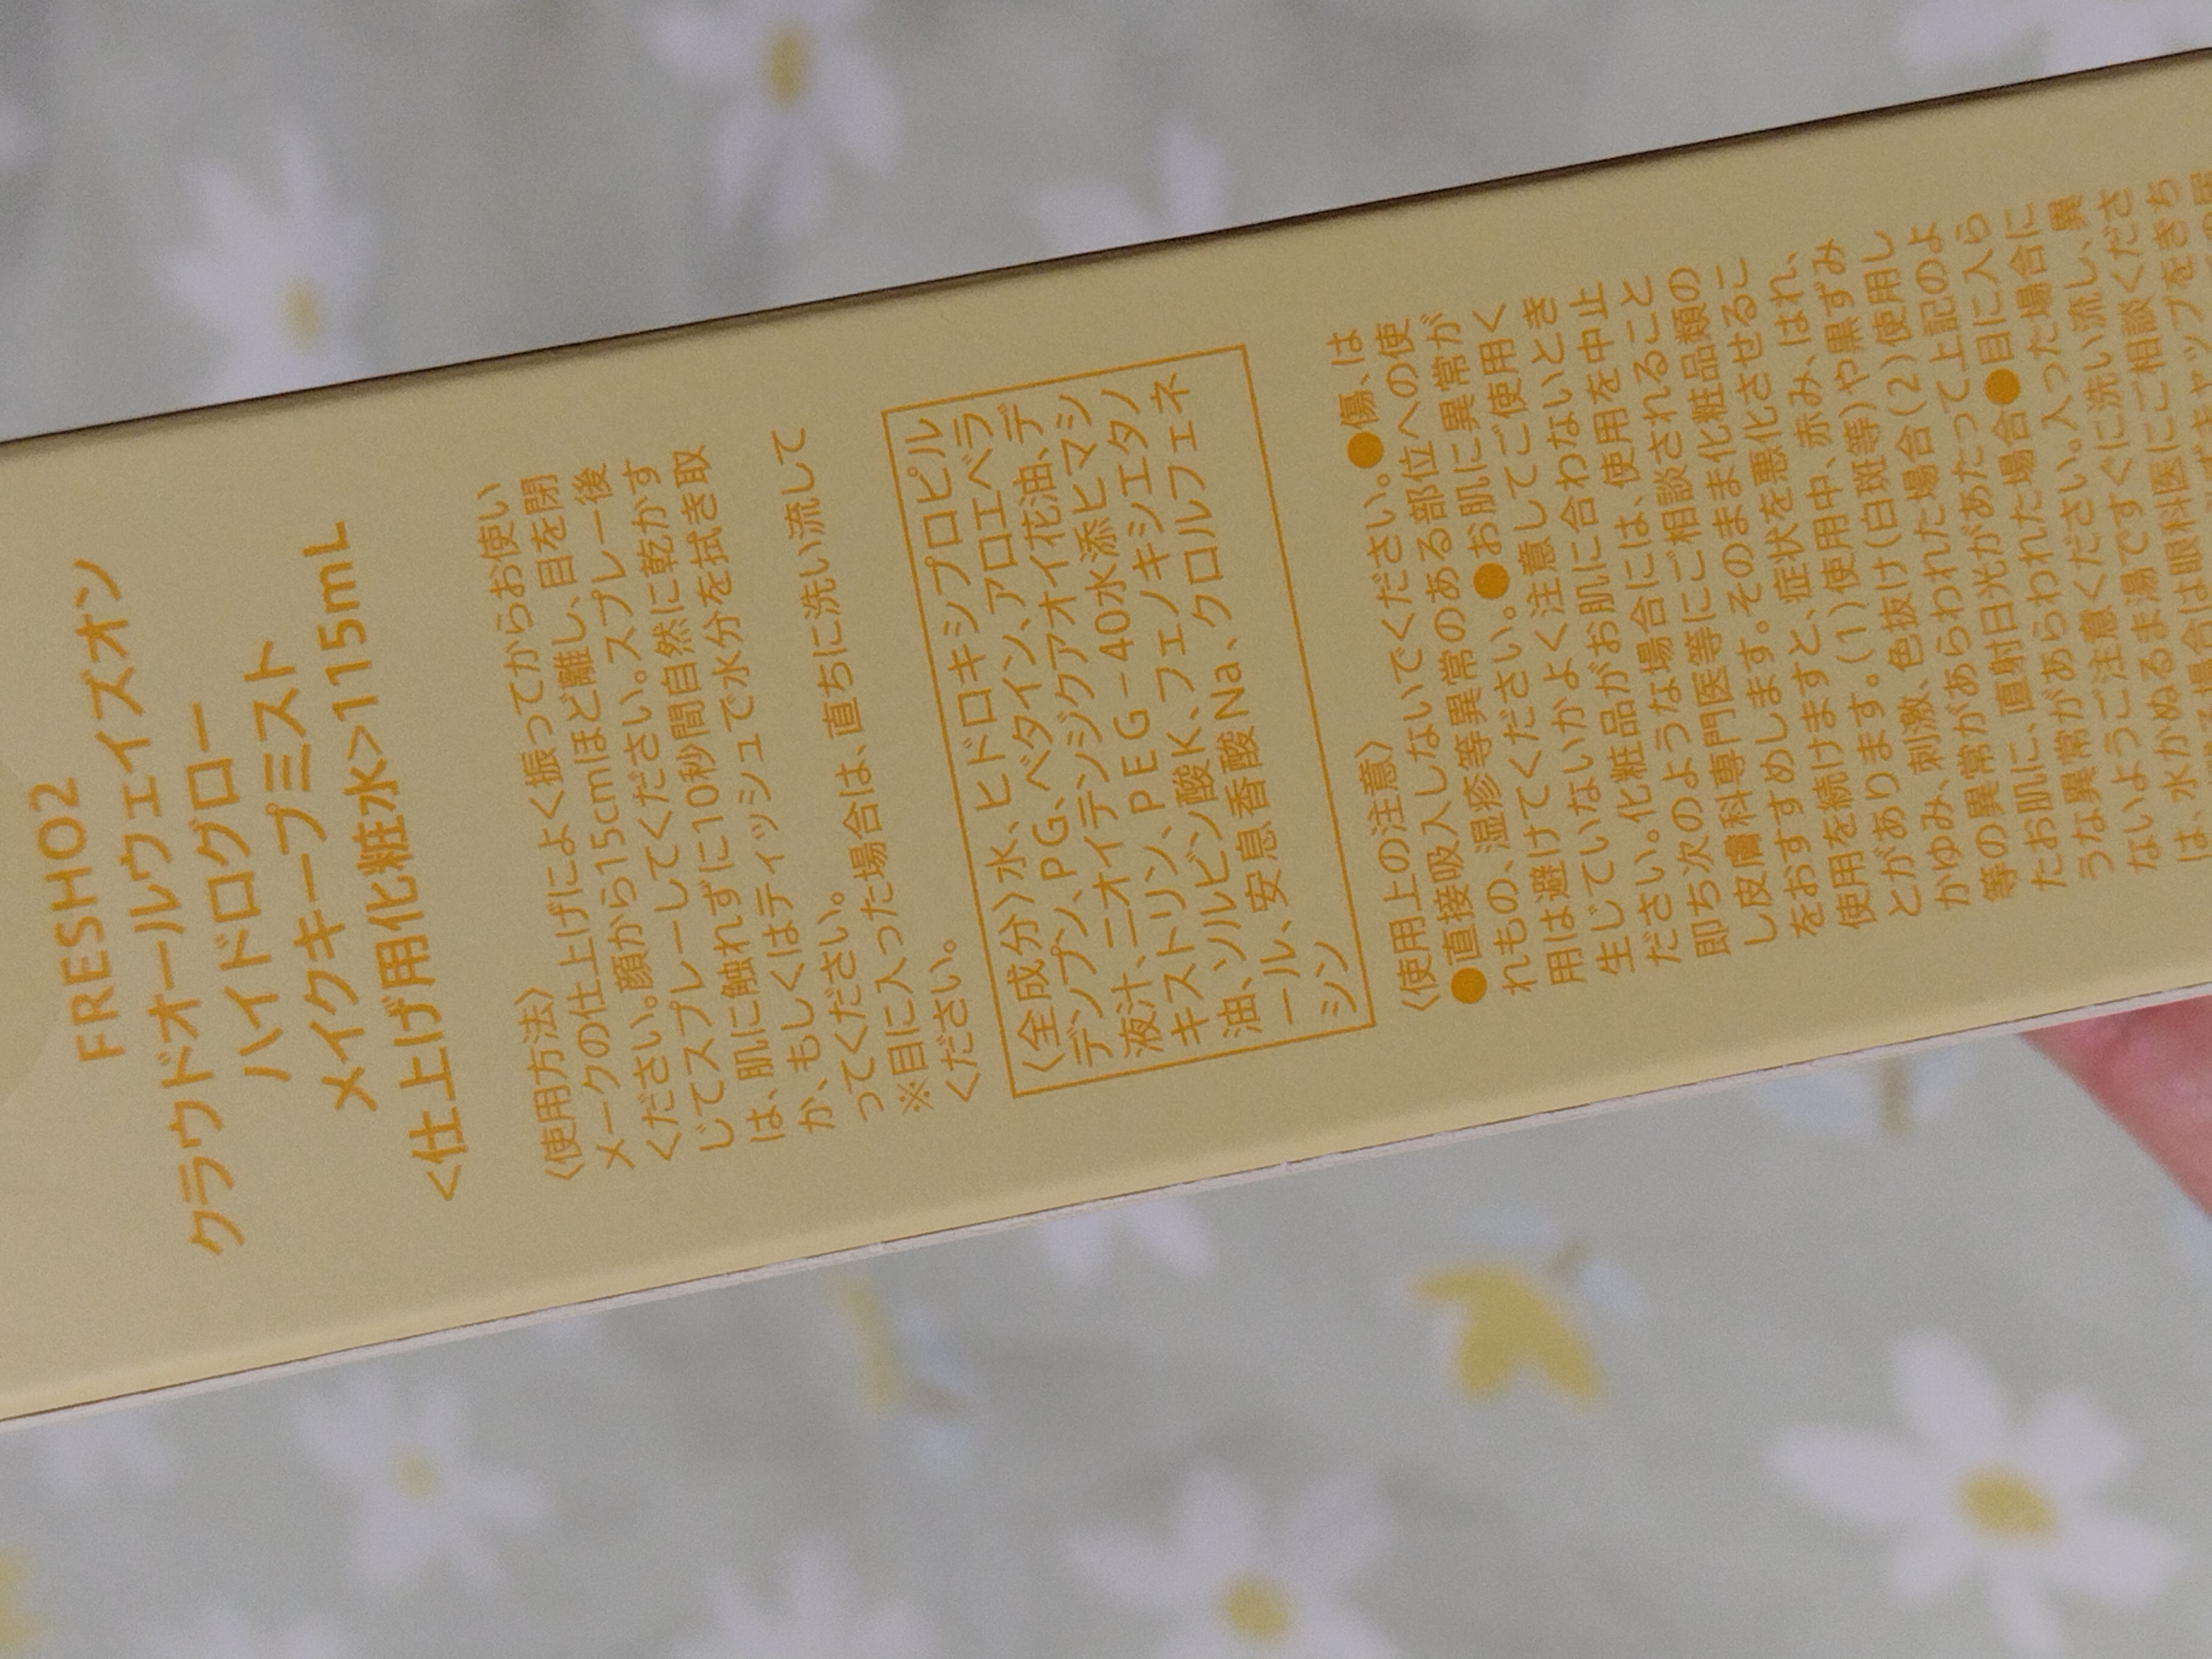 FRESHO2
クラウドオールウェイズオン
ハイドログロー
メイクキープミスト
<仕上げ用化粧水>115mL
〈使用方法〉
メークの仕上げによく振ってからお使い
ください。顔から15cmほど離し、目を閉
じてスプレーしてください。スプレー後
は、肌に触れずに10秒間自然に乾かす
か、もしくはティッシュで水分を拭き取
ってください。
※目に入った場合は、直ちに洗い流して
ください。
〈全成分〉水、ヒドロキシプロピル
デンプン、PG、ベタイン、アロエベラ
液汁、ニオイテンジクアオイ花油、デ
キストリン、PEG-40水添ヒマシ
油、ソルビン酸K、フェノキシエタノ
ール、安息香酸Na、クロルフェネ
シン
〈使用上の注意〉
●直接吸入しないでください。●傷、は
れもの、湿疹等異常のある部位への使
用は避けてください。●お肌に異常が
生じていないかよく注意してご使用く
ださい。化粧品がお肌に合わないとき
即ち次のような場合には、使用を中止
し皮膚科専門医等にご相談されること
をおすすめします。そのまま化粧品類の
使用を続けますと、症状を悪化させるこ
とがあります。(1)使用中、赤み、はれ、
かゆみ、刺激、色抜け(白斑等)や黒ずみ
等の異常があらわれた場合(2)使用し
たお肌に、直射日光があたって上記のよ
うな異常があらわれた場合●目に入ら
ないようご注意ください。入った場合に
は、水かぬるま湯ですぐに洗い流し、異
場合は眼科医にご相談くださ
キャップをきち